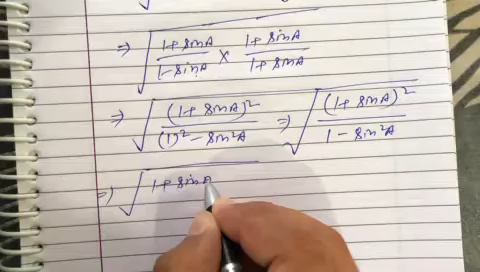 ⇒ √((1+sinA)/(1-sinA) × (1+sinA)/(1+sinA))
⇒ √((1+sinA)²/((1)²-sin²A)) ⇒ √((1+sinA)²/(1-sin²A))
⇒ √(1+sinA